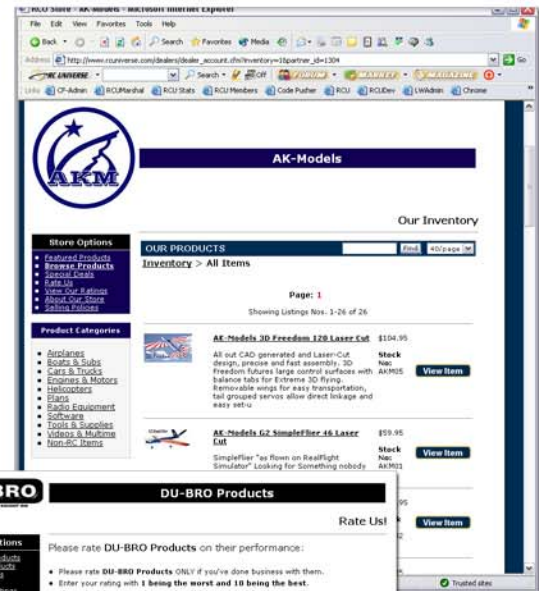 RCU Store - AK-Models - Microsoft Internet Explorer
File Edit View Favorites Tools Help
Back Search Favorites Media
Address http://www.rcuniverse.com/dealers/dealer_account.cfm?inventory=1&partner_id=1304 Go
RC UNIVERSE Search Off FORUM MARKET MAGAZINE
Links CP-Admin RCUMarshal RCU Stats RCU Members Code Pusher RCU RCUDev LWAdmin Chrome
AKM
AK-Models
Our Inventory
Store Options
Featured Products
Browse Products
Special Deals
Rate Us
View Our Ratings
About Our Store
Selling Policies
Product Categories
Airplanes
Boats & Subs
Cars & Trucks
Engines & Motors
Helicopters
Plans
Radio Equipment
Software
Tools & Supplies
Videos & Multime
Non-RC Items
OUR PRODUCTS Find 40/page
Inventory > All Items
Page: 1
Showing Listings Nos. 1-26 of 26
AK-Models 3D Freedom 120 Laser Cut $104.95
All out CAD generated and Laser-Cut
design, precise and fast assembly. 3D
Freedom futures large control surfaces with
balance tabs for Extreme 3D flying.
Removable wings for easy transportation,
tail grouped servos allow direct linkage and
easy set-u
Stock
No:
AKM05
View Item
AK-Models G2 SimpleFlier 46 Laser
Cut
$59.95
SimpleFlier "as flown on RealFlight
Simulator" Looking for Something nobody
Stock
No:
AKM01
View Item
95
View Item
BRO
DU-BRO Products
Rate Us!
Please rate DU-BRO Products on their performance:
Please rate DU-BRO Products ONLY if you've done business with them.
Enter your rating with 1 being the worst and 10 being the best.
Trusted sites